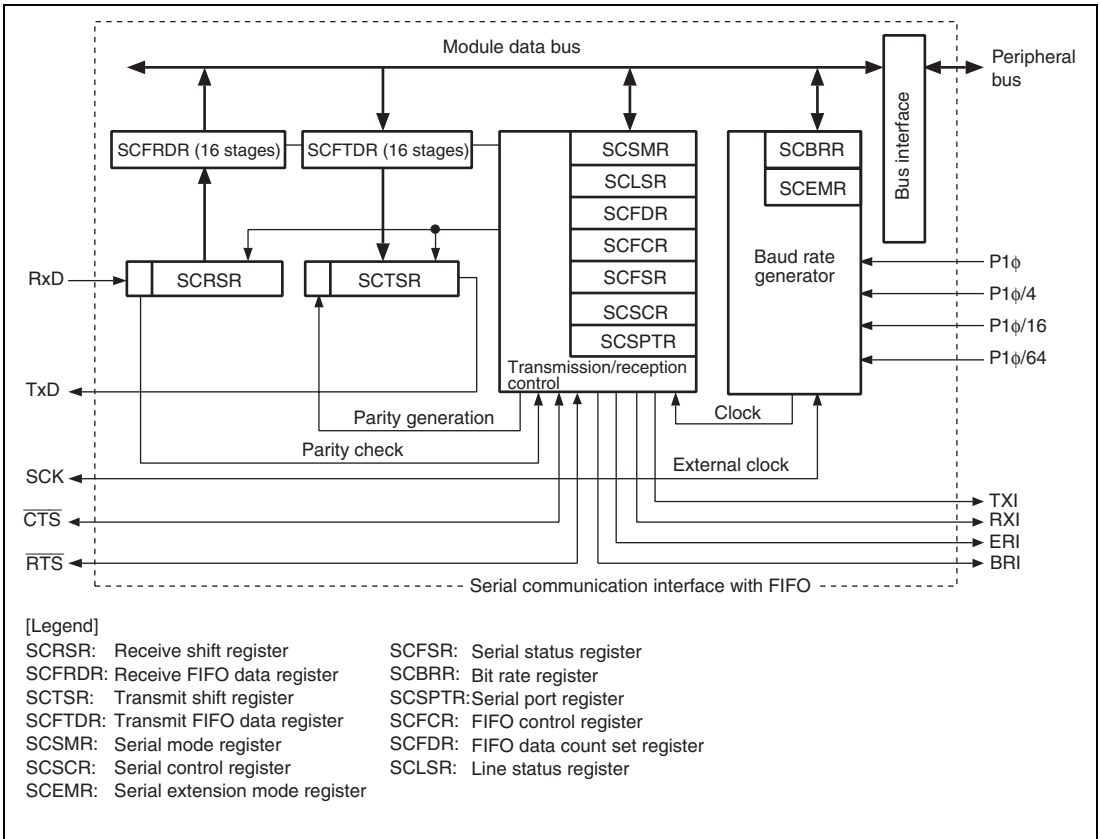 Module data bus
Peripheral
bus
Bus interface
SCFRDR (16 stages)
SCFTDR (16 stages)
SCSMR
SCLSR
SCFDR
SCFCR
SCFSR
SCSCR
SCSPTR
Transmission/reception
control
SCBRR
SCEMR
Baud rate
generator
RxD
SCRSR
SCTSR
P1ϕ
P1ϕ/4
P1ϕ/16
P1ϕ/64
TxD
Parity generation
Clock
Parity check
External clock
SCK
CTS
RTS
TXI
RXI
ERI
BRI
Serial communication interface with FIFO
[Legend]
SCRSR: Receive shift register
SCFRDR: Receive FIFO data register
SCTSR: Transmit shift register
SCFTDR: Transmit FIFO data register
SCSMR: Serial mode register
SCSCR: Serial control register
SCEMR: Serial extension mode register
SCFSR: Serial status register
SCBRR: Bit rate register
SCSPTR: Serial port register
SCFCR: FIFO control register
SCFDR: FIFO data count set register
SCLSR: Line status register